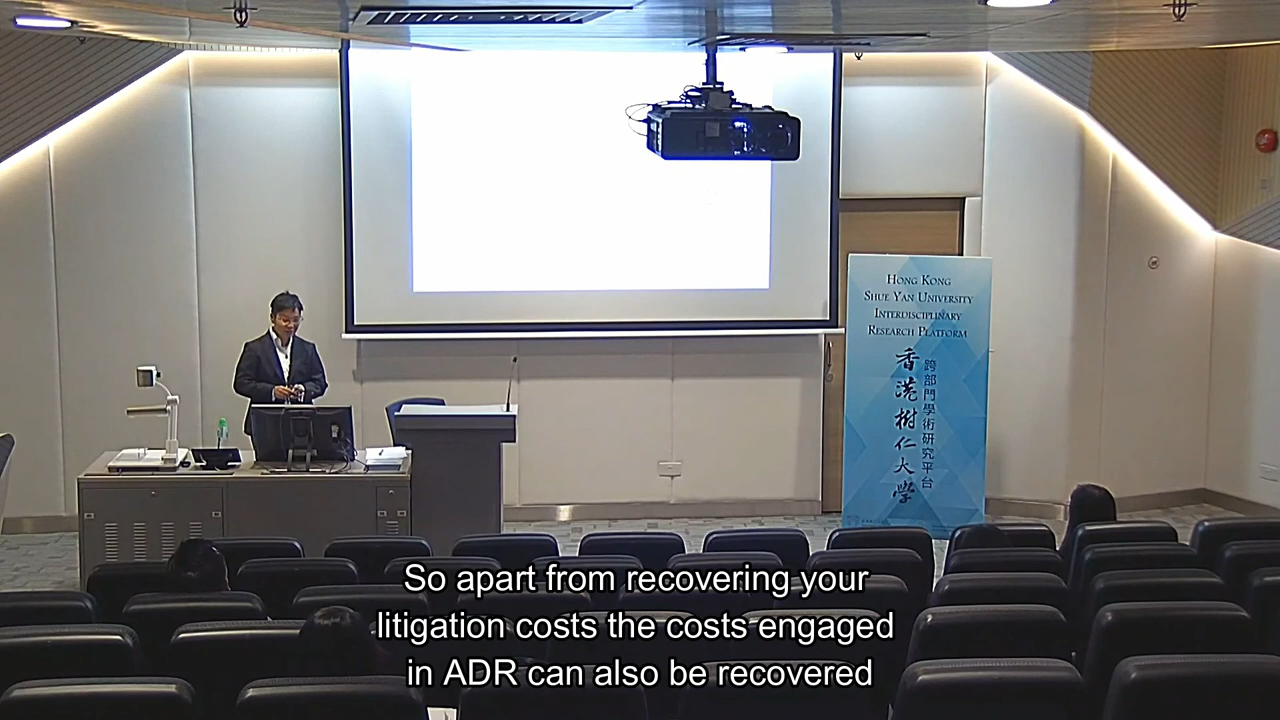 HONG KONG
SHUE YAN UNIVERSITY
INTERDISCIPLINARY
RESEARCH PLATFORM
跨部門學術研究平台
香港樹仁大學
So apart from recovering your
litigation costs the costs engaged
in ADR can also be recovered